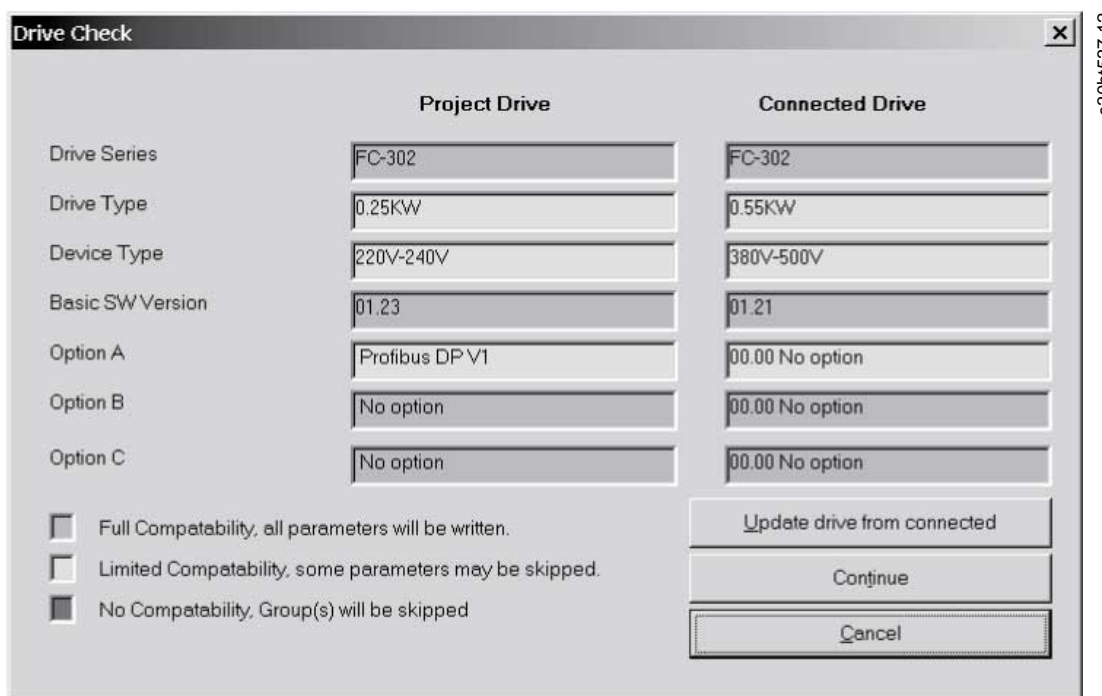 Drive Check
Project Drive Connected Drive
Drive Series FC-302 FC-302
Drive Type 0.25KW 0.55KW
Device Type 220V-240V 380V-500V
Basic SW Version 01.23 01.21
Option A Profibus DP V1 00.00 No option
Option B No option 00.00 No option
Option C No option 00.00 No option
Full Compatability, all parameters will be written.
Limited Compatability, some parameters may be skipped.
No Compatability, Group(s) will be skipped
Update drive from connected
Continue
Cancel